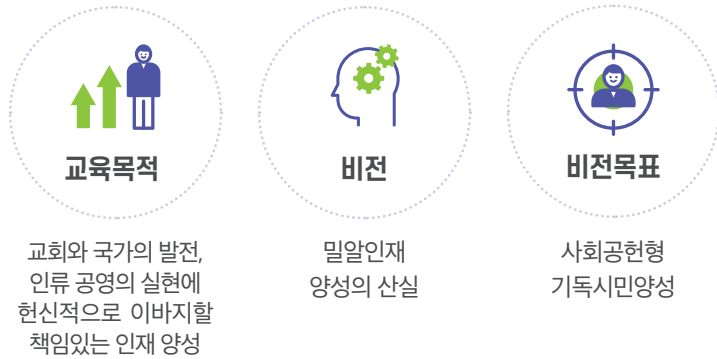 교육목적
교회와 국가의 발전,
인류 공영의 실현에
헌신적으로 이바지할
책임있는 인재 양성
비전
밀알인재
양성의 산실
비전목표
사회공헌형
기독시민양성